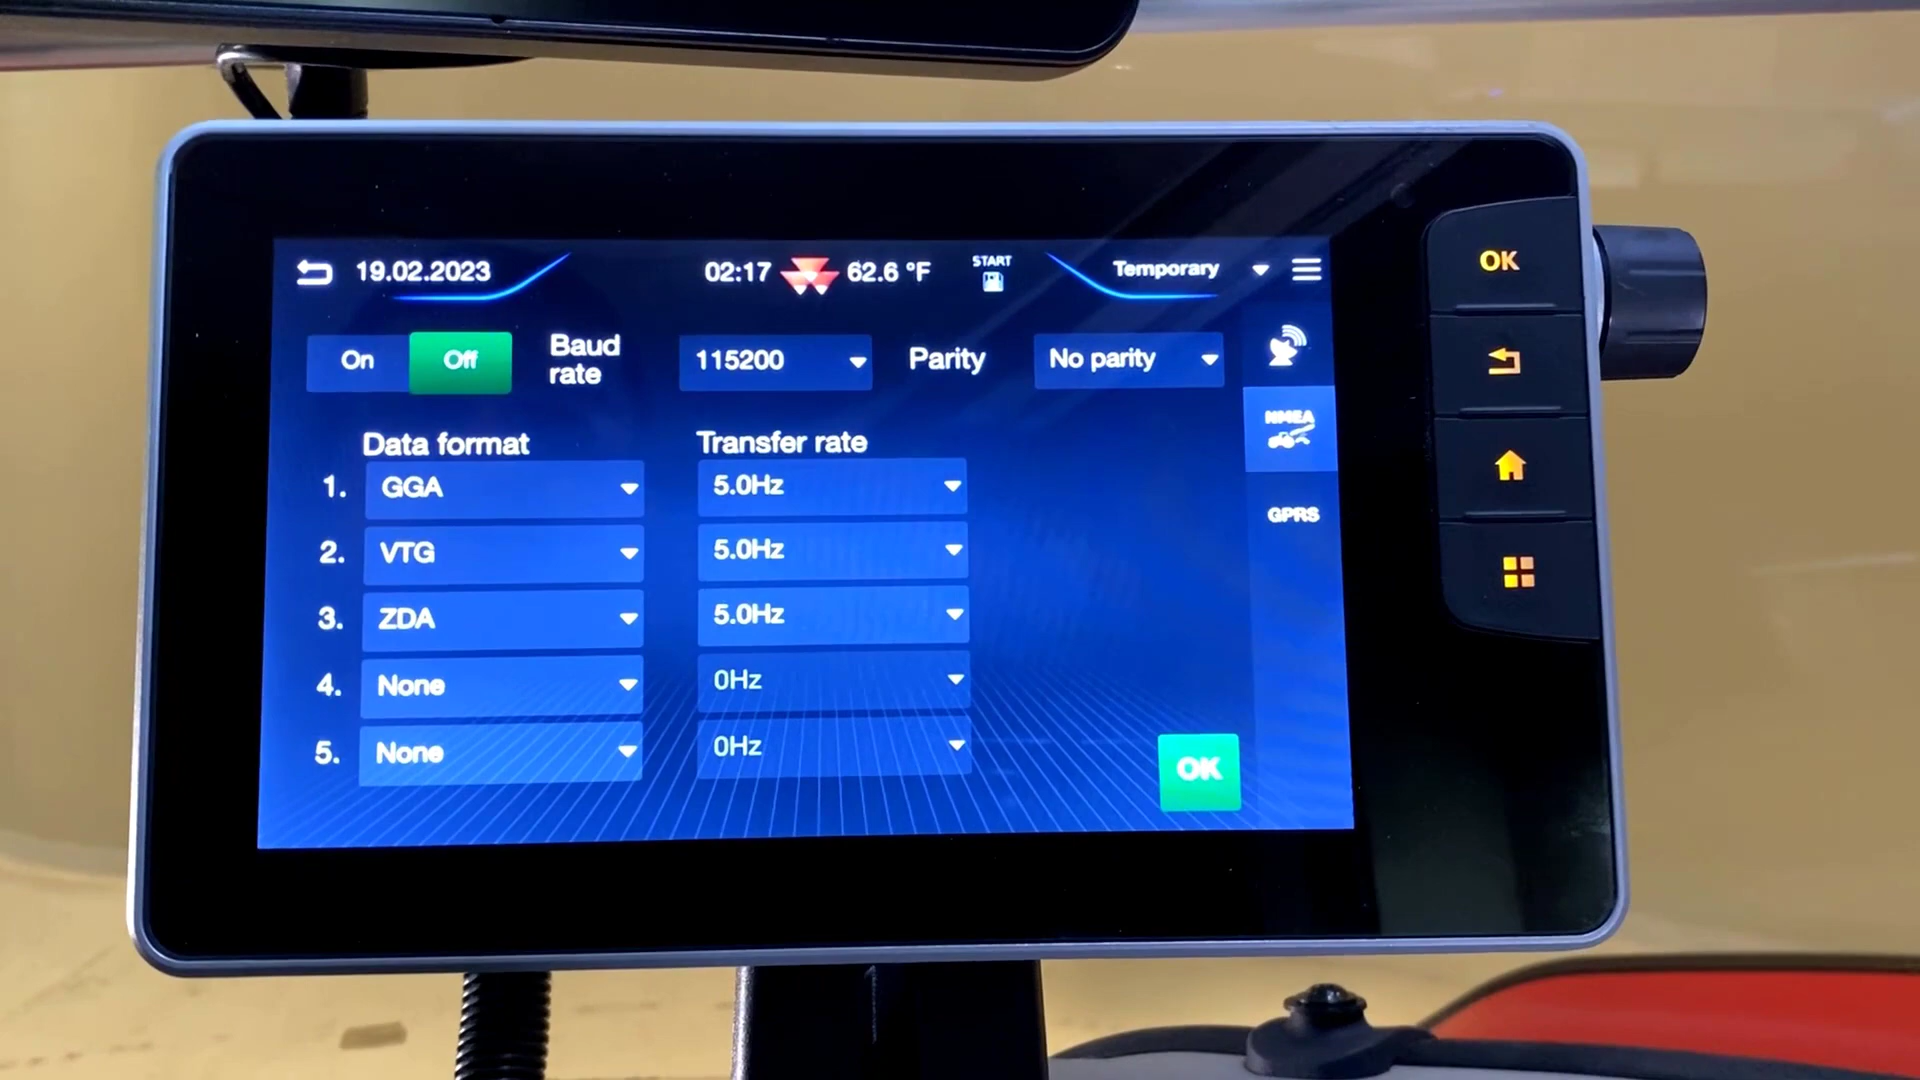 19.02.2023
02:17
62.6 °F
START
Temporary
On
Off
Baud
rate
115200
Parity
No parity
NMEA
GPRS
Data format
Transfer rate
1.
GGA
5.0Hz
2.
VTG
5.0Hz
3.
ZDA
5.0Hz
4.
None
0Hz
5.
None
0Hz
OK
OK